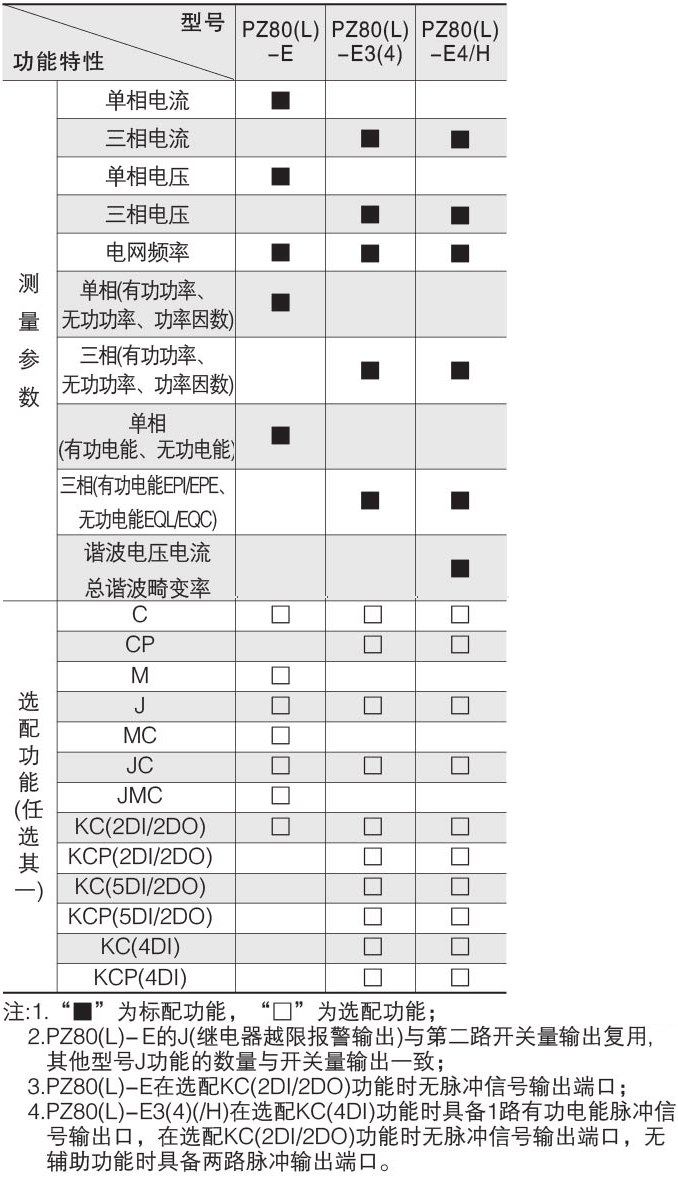 型号
功能特性
PZ80(L)
-E
PZ80(L)
-E3(4)
PZ80(L)
-E4/H
测量参数
单相电流 ■
三相电流 ■ ■
单相电压 ■
三相电压 ■ ■
电网频率 ■ ■ ■
单相(有功功率、
无功功率、功率因数) ■
三相(有功功率、
无功功率、功率因数) ■ ■
单相
(有功电能、无功电能) ■
三相(有功电能EPI/EPE、
无功电能EQL/EQC) ■ ■
谐波电压电流
总谐波畸变率 ■
选配功能(任选其一)
C □ □ □
CP □ □
M □
J □ □ □
MC □
JC □ □ □
JMC □
KC(2DI/2DO) □ □ □
KCP(2DI/2DO) □ □
KC(5DI/2DO) □ □
KCP(5DI/2DO) □ □
KC(4DI) □ □
KCP(4DI) □ □
注:1.“■”为标配功能，“□”为选配功能；
2.PZ80(L)-E的J(继电器越限报警输出)与第二路开关量输出复用,
其他型号J功能的数量与开关量输出一致；
3.PZ80(L)-E在选配KC(2DI/2DO)功能时无脉冲信号输出端口；
4.PZ80(L)-E3(4)(/H)在选配KC(4DI)功能时具备1路有功电能脉冲信
号输出口，在选配KC(2DI/2DO)功能时无脉冲信号输出端口，无
辅助功能时具备两路脉冲输出端口。